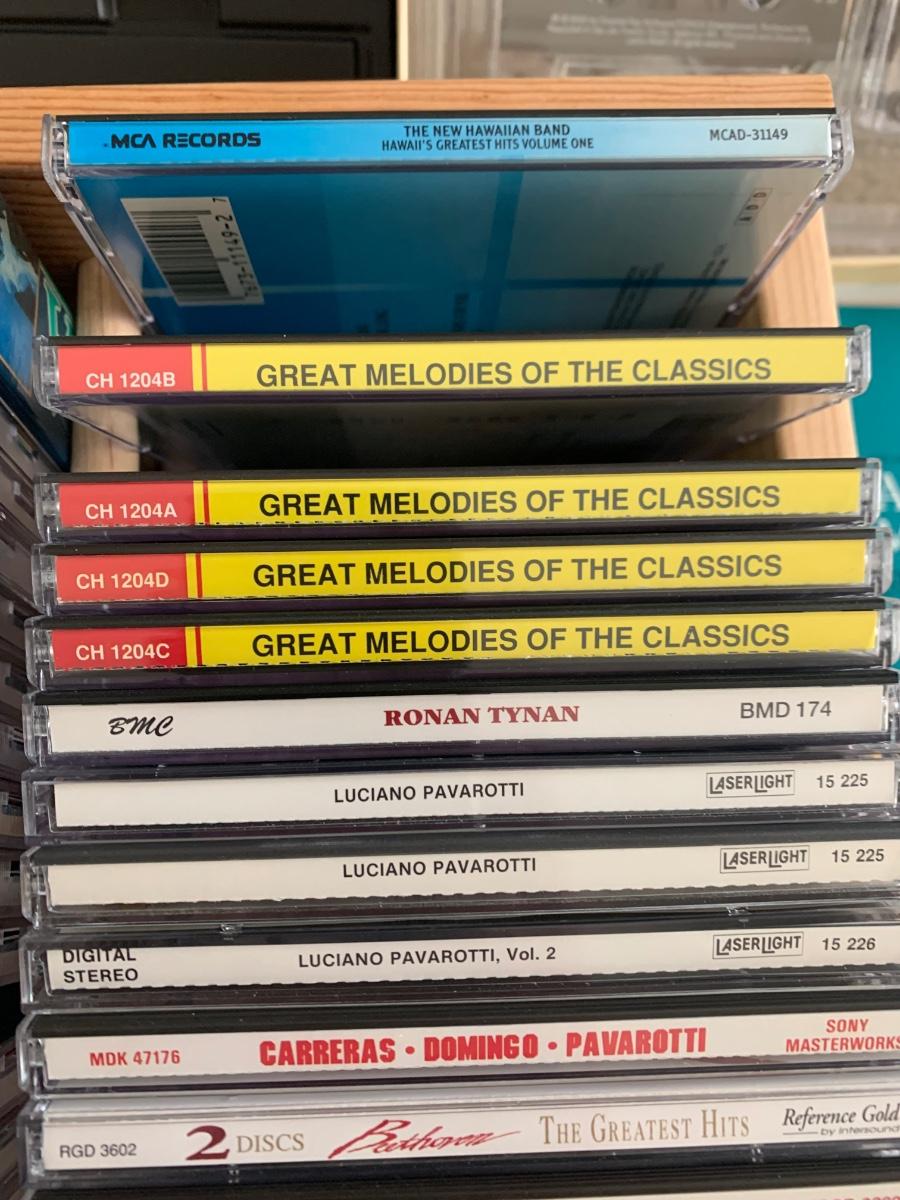 MCA RECORDS
THE NEW HAWAIIAN BAND
HAWAII'S GREATEST HITS VOLUME ONE
MCAD-31149
CH 1204B
GREAT MELODIES OF THE CLASSICS
CH 1204A
GREAT MELODIES OF THE CLASSICS
CH 1204D
GREAT MELODIES OF THE CLASSICS
CH 1204C
GREAT MELODIES OF THE CLASSICS
BMC
RONAN TYNAN
BMD 174
LUCIANO PAVAROTTI
LASERLIGHT
15 225
LUCIANO PAVAROTTI
LASERLIGHT
15 225
DIGITAL
STEREO
LUCIANO PAVAROTTI, Vol. 2
LASERLIGHT
15 226
MDK 47176
CARRERAS • DOMINGO • PAVAROTTI
SONY
MASTERWORKS
RGD 3602
2 DISCS
Beethoven
THE GREATEST HITS
Reference Gold
by Intersound